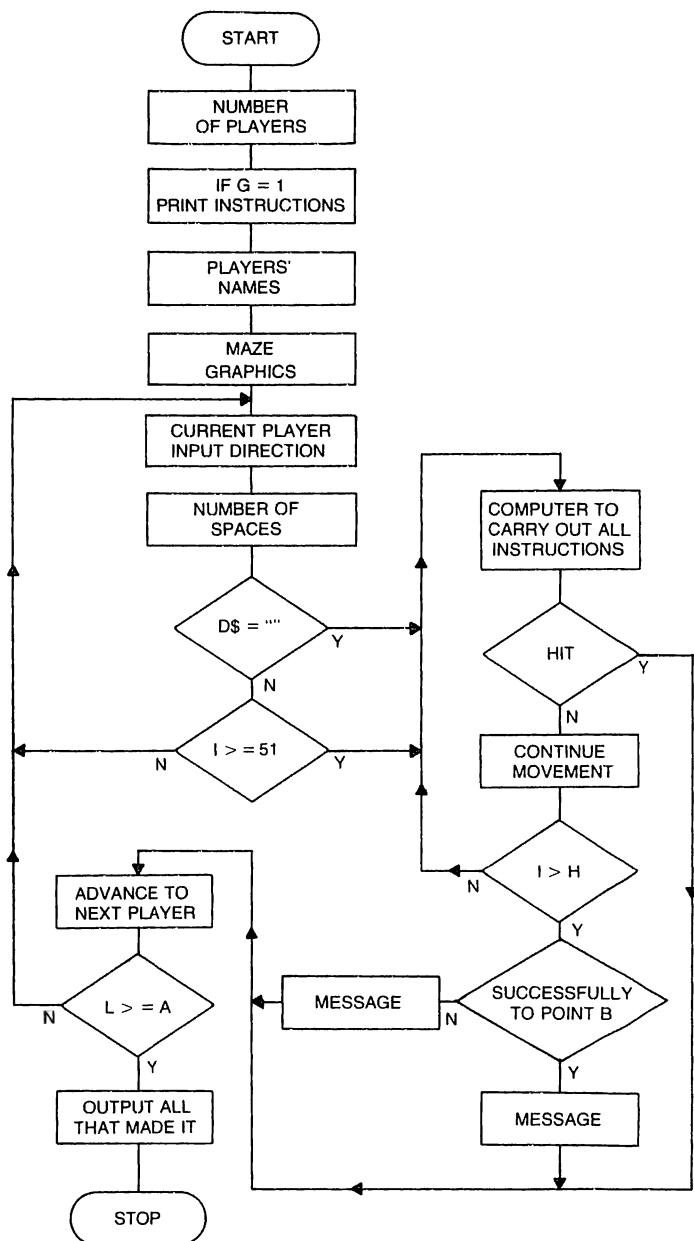 START
NUMBER
OF PLAYERS
IF G = 1
PRINT INSTRUCTIONS
PLAYERS'
NAMES
MAZE
GRAPHICS
CURRENT PLAYER
INPUT DIRECTION
NUMBER OF
SPACES
D$ = ""
Y
N
I > = 51
N
Y
COMPUTER TO
CARRY OUT ALL
INSTRUCTIONS
HIT
Y
N
CONTINUE
MOVEMENT
I > H
N
Y
SUCCESSFULLY
TO POINT B
N
Y
MESSAGE
MESSAGE
ADVANCE TO
NEXT PLAYER
L > = A
N
Y
OUTPUT ALL
THAT MADE IT
STOP